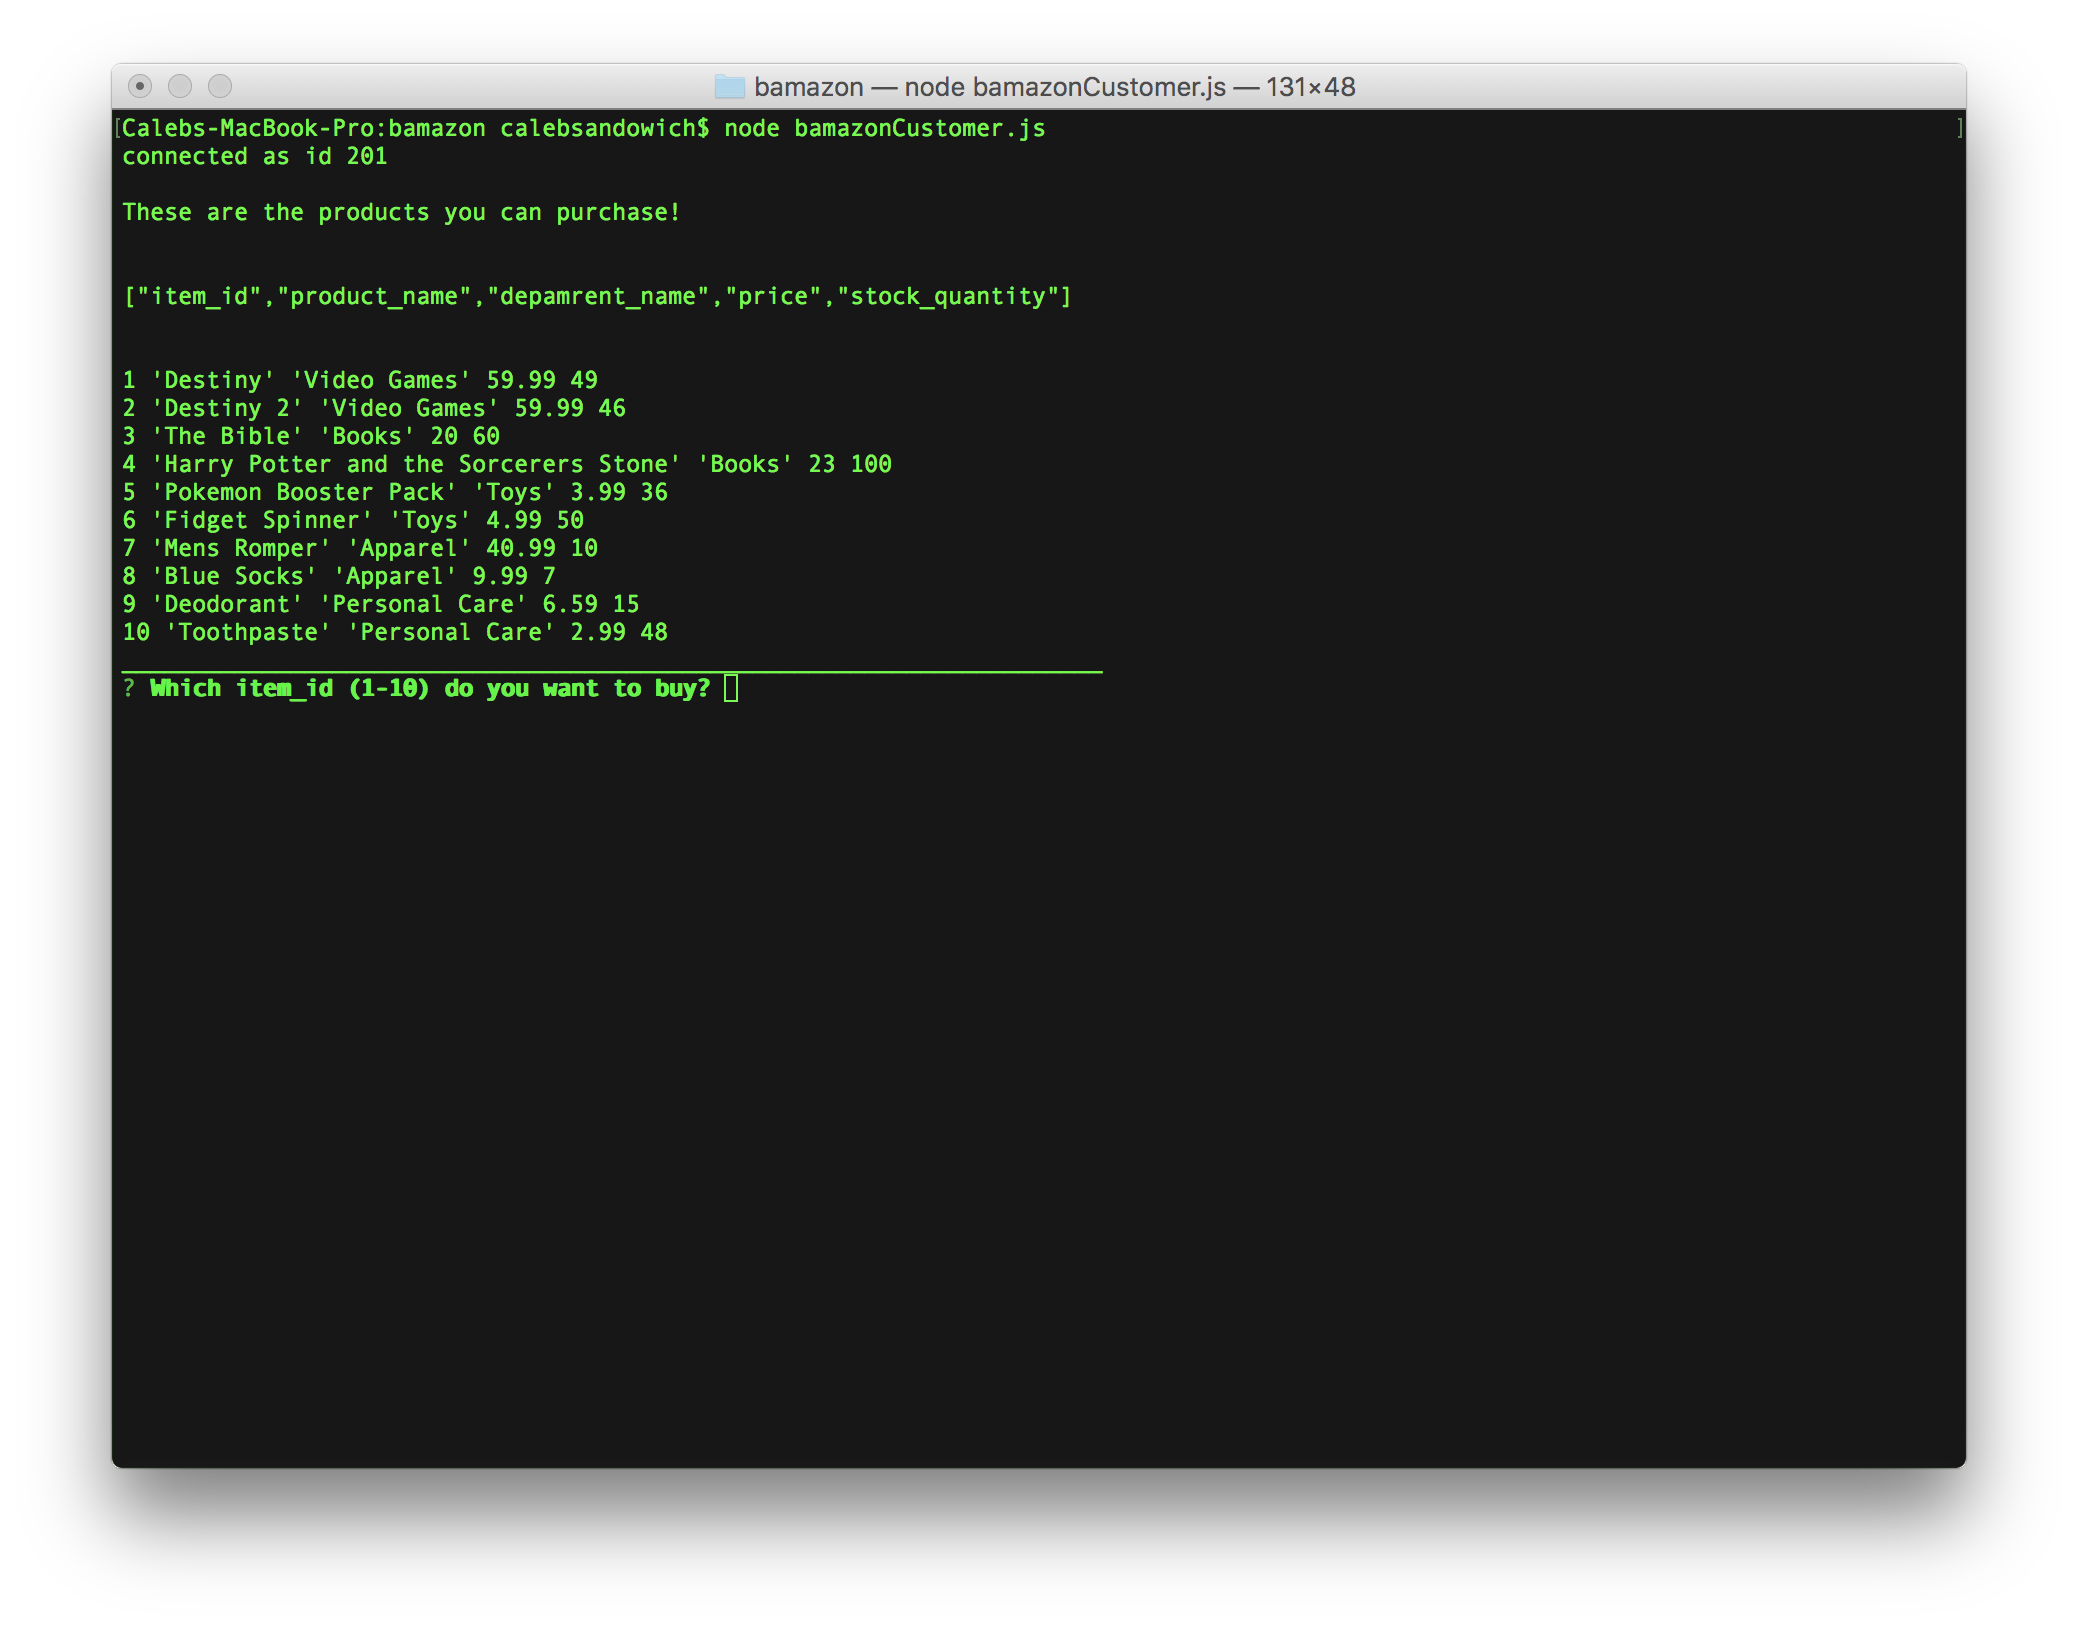 bamazon — node bamazonCustomer.js — 131×48
[Calebs-MacBook-Pro:bamazon calebsandowich$ node bamazonCustomer.js ]
connected as id 201
These are the products you can purchase!
["item_id","product_name","depamrent_name","price","stock_quantity"]
1 'Destiny' 'Video Games' 59.99 49
2 'Destiny 2' 'Video Games' 59.99 46
3 'The Bible' 'Books' 20 60
4 'Harry Potter and the Sorcerers Stone' 'Books' 23 100
5 'Pokemon Booster Pack' 'Toys' 3.99 36
6 'Fidget Spinner' 'Toys' 4.99 50
7 'Mens Romper' 'Apparel' 40.99 10
8 'Blue Socks' 'Apparel' 9.99 7
9 'Deodorant' 'Personal Care' 6.59 15
10 'Toothpaste' 'Personal Care' 2.99 48
? Which item_id (1-10) do you want to buy?